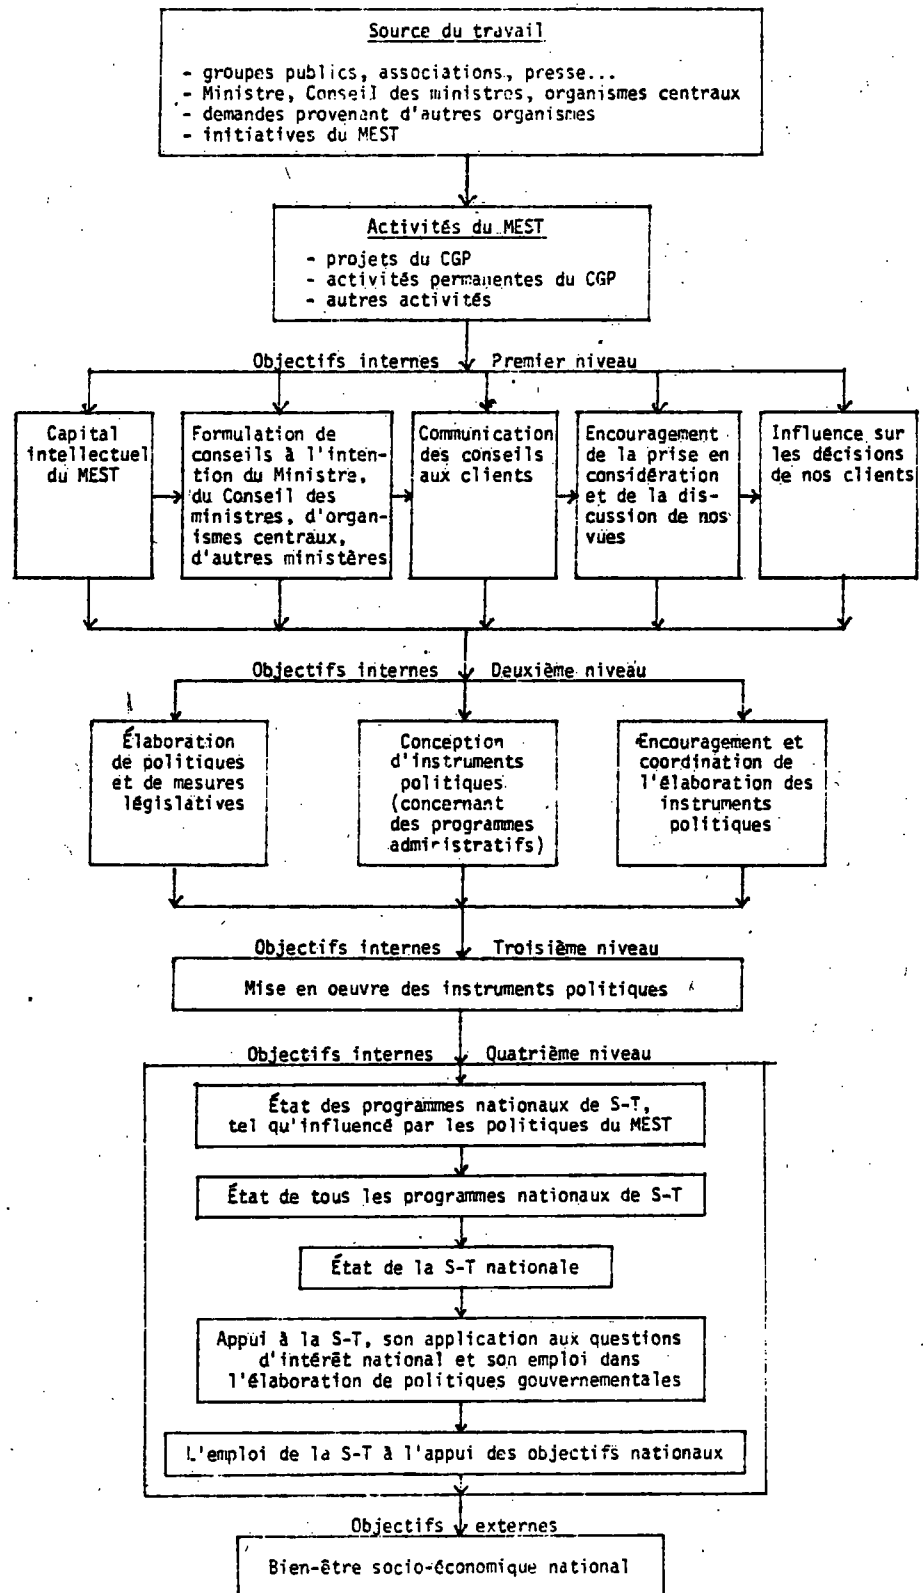 Source du travail
- groupes publics, associations, presse...
- Ministre, Conseil des ministres, organismes centraux
- demandes provenant d'autres organismes
- initiatives du MEST
Activités du MEST
- projets du CGP
- activités permanentes du CGP
- autres activités
Objectifs internes Premier niveau
Capital
intellectuel
du MEST
Formulation de
conseils à l'inten-
tion du Ministre,
du Conseil des
ministres, d'organ-
ismes centraux,
d'autres ministères
Communication
des conseils
aux clients
Encouragement
de la prise en
considération
et de la dis-
cussion de nos
vues
Influence sur
les décisions
de nos clients
Objectifs internes Deuxième niveau
Élaboration
de politiques
et de mesures
législatives
Conception
d'instruments
politiques
(concernant
des programmes
administratifs)
Encouragement et
coordination de
l'élaboration des
instruments
politiques
Objectifs internes Troisième niveau
Mise en oeuvre des instruments politiques
Objectifs internes Quatrième niveau
État des programmes nationaux de S-T,
tel qu'influencé par les politiques du MEST
État de tous les programmes nationaux de S-T
État de la S-T nationale
Appui à la S-T, son application aux questions
d'intérêt national et son emploi dans
l'élaboration de politiques gouvernementales
L'emploi de la S-T à l'appui des objectifs nationaux
Objectifs externes
Bien-être socio-économique national